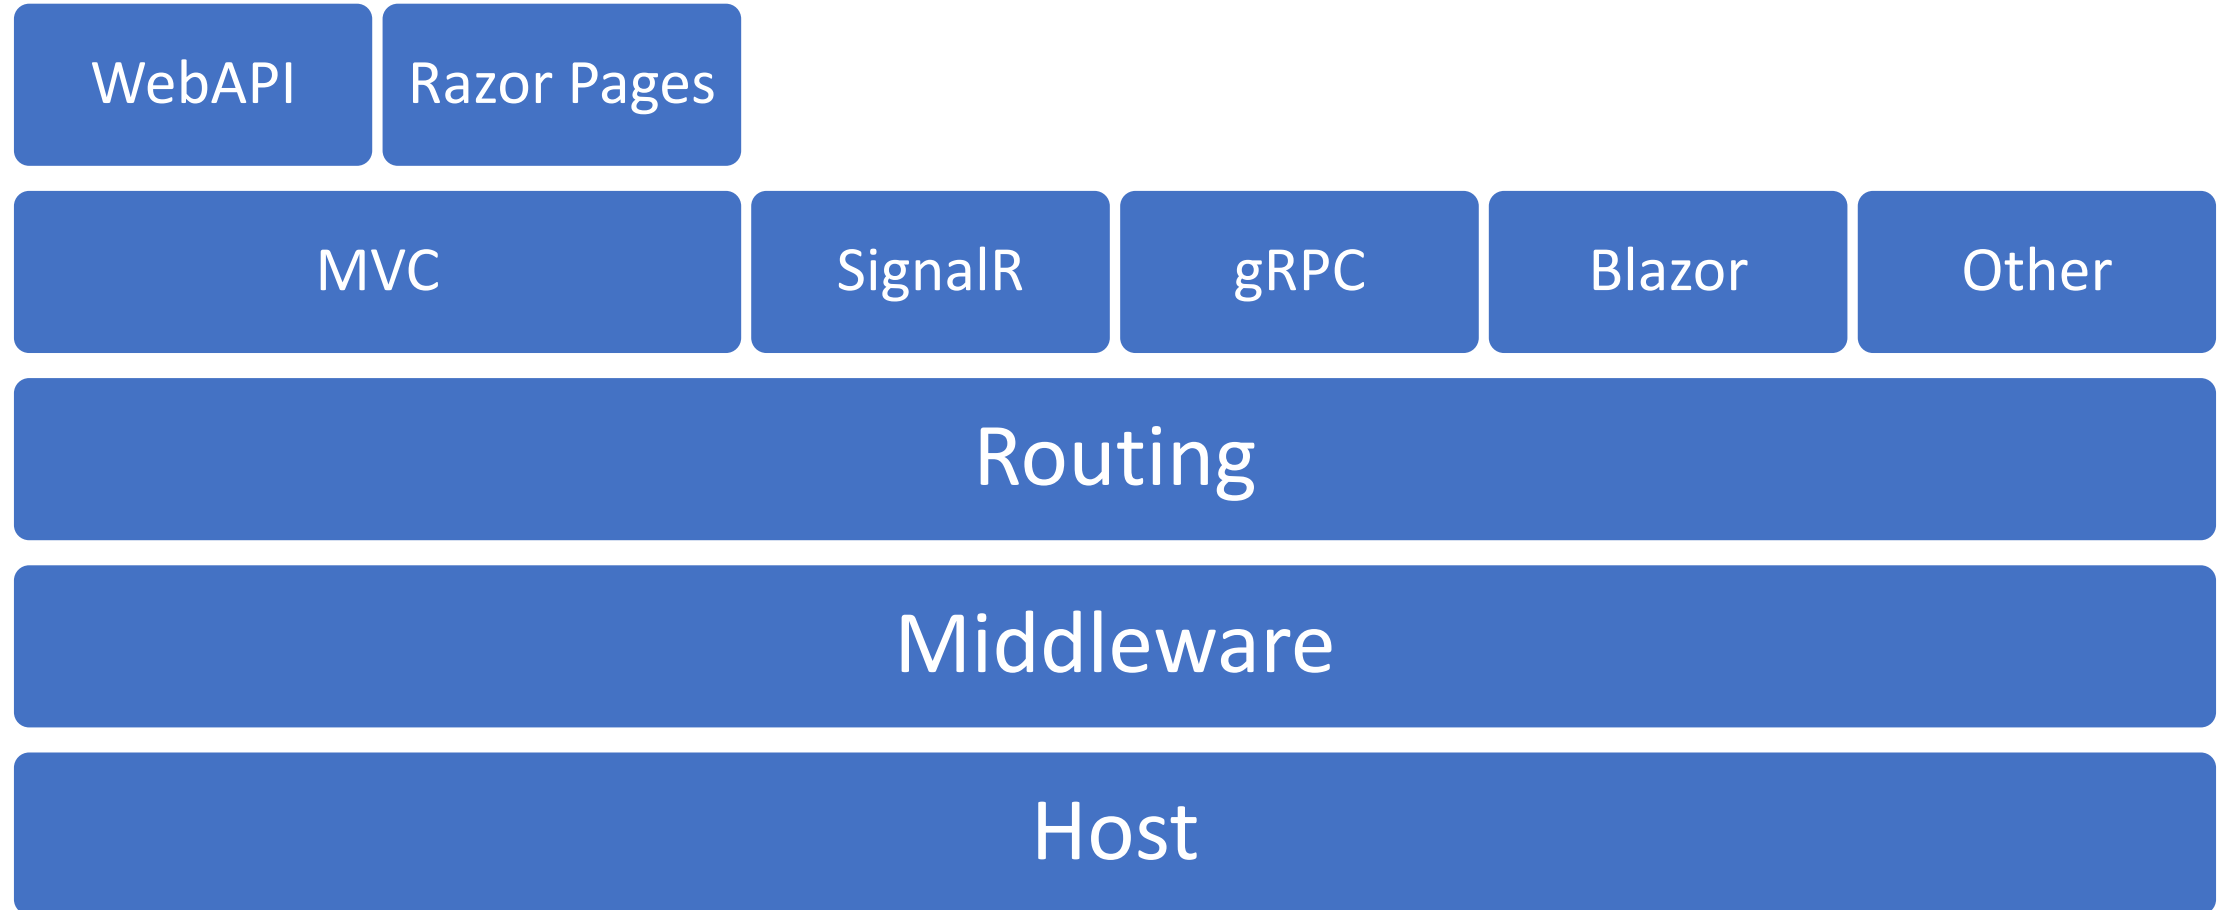 WebAPI
Razor Pages
MVC
SignalR
gRPC
Blazor
Other
Routing
Middleware
Host